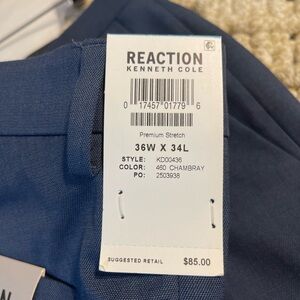 REACTION
KENNETH COLE
0 17457 01779 6
Premium Stretch
36W X 34L
STYLE: KD00436
COLOR: 460 CHAMBRAY
PO: 2503938
SUGGESTED RETAIL $85.00